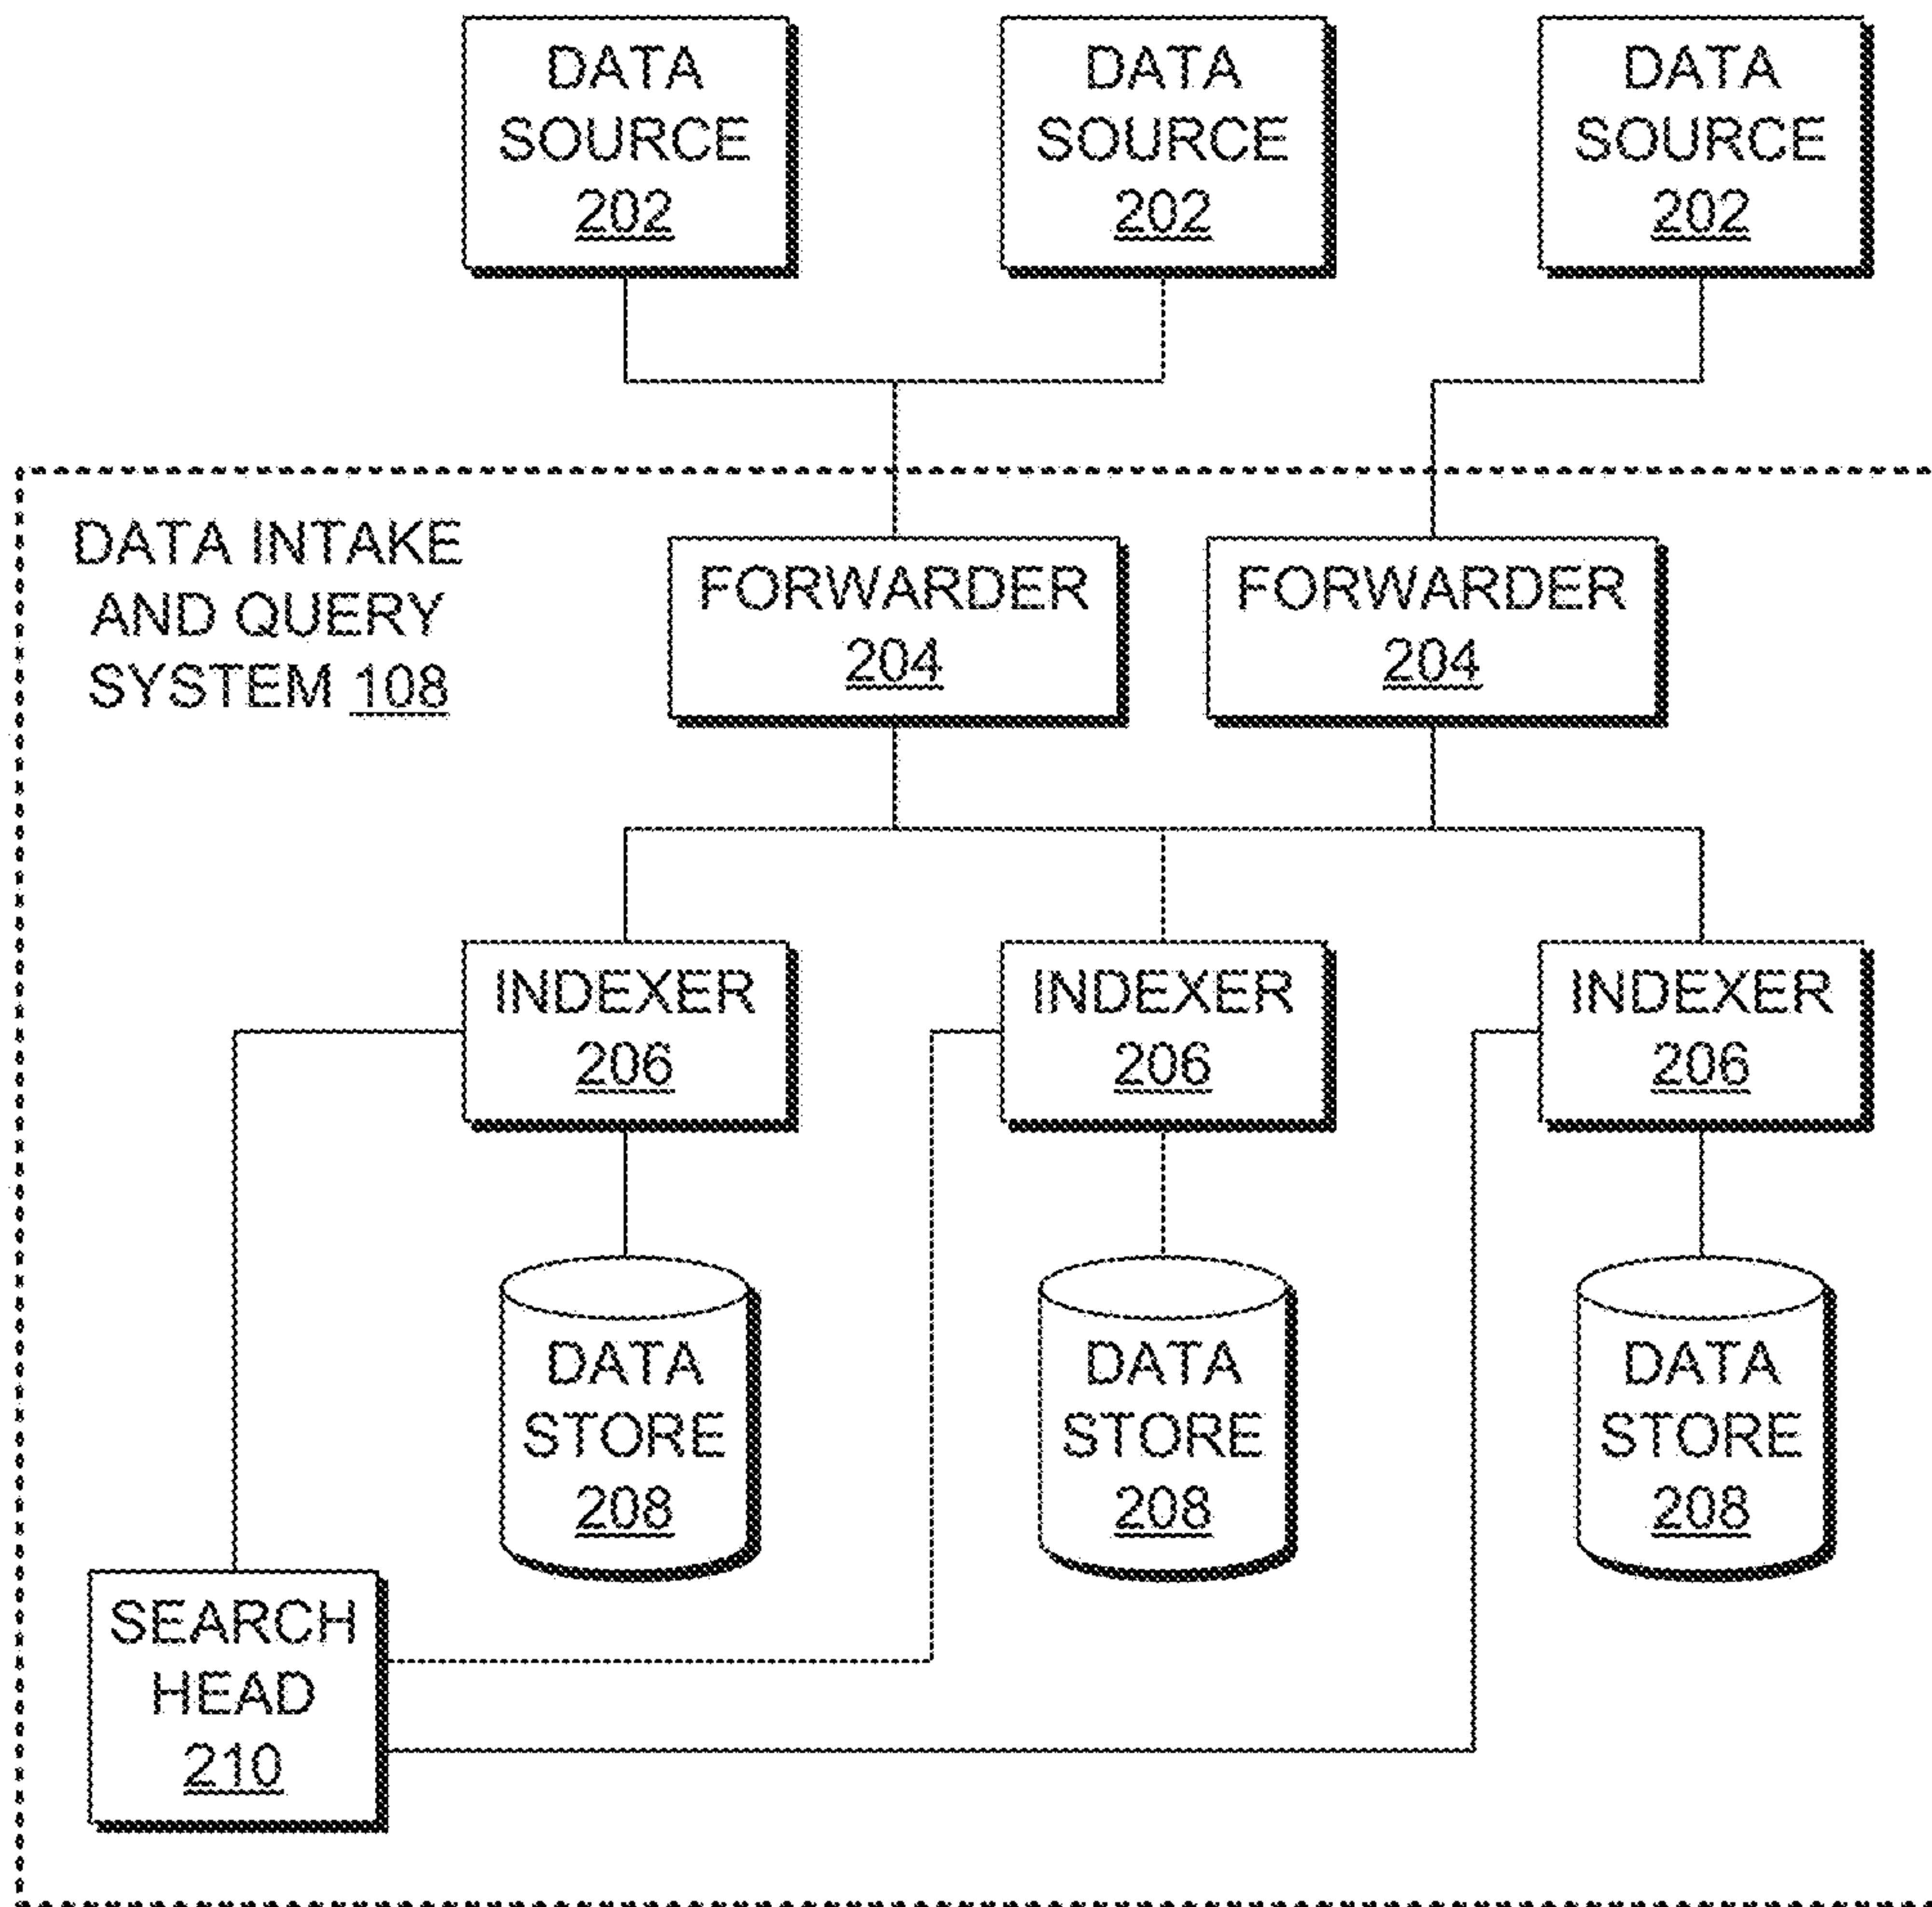 DATA
SOURCE
202
DATA
SOURCE
202
DATA
SOURCE
202
DATA INTAKE
AND QUERY
SYSTEM 108
FORWARDER
204
FORWARDER
204
INDEXER
206
INDEXER
206
INDEXER
206
DATA
STORE
208
DATA
STORE
208
DATA
STORE
208
SEARCH
HEAD
210